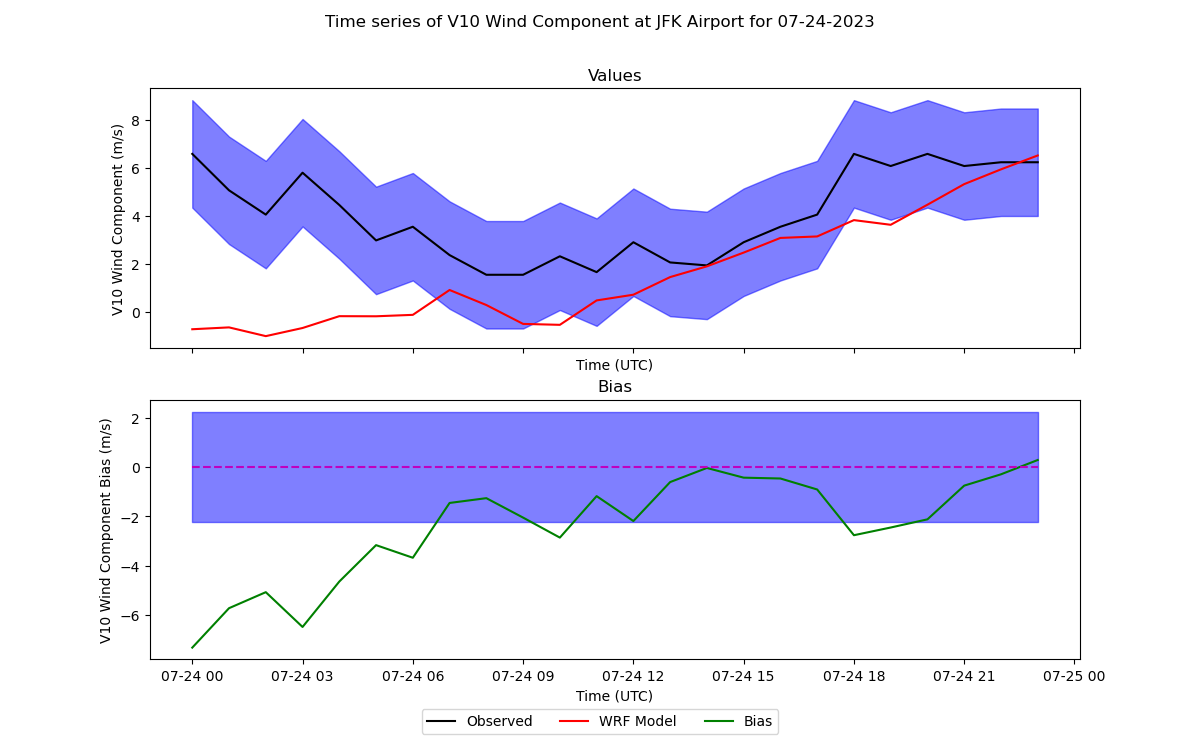 Time series of V10 Wind Component at JFK Airport for 07-24-2023
Values
V10 Wind Component (m/s)
8
6
4
2
0
Time (UTC)
Bias
V10 Wind Component Bias (m/s)
2
0
−2
−4
−6
07-24 00 07-24 03 07-24 06 07-24 09 07-24 12 07-24 15 07-24 18 07-24 21 07-25 00
Time (UTC)
Observed WRF Model Bias